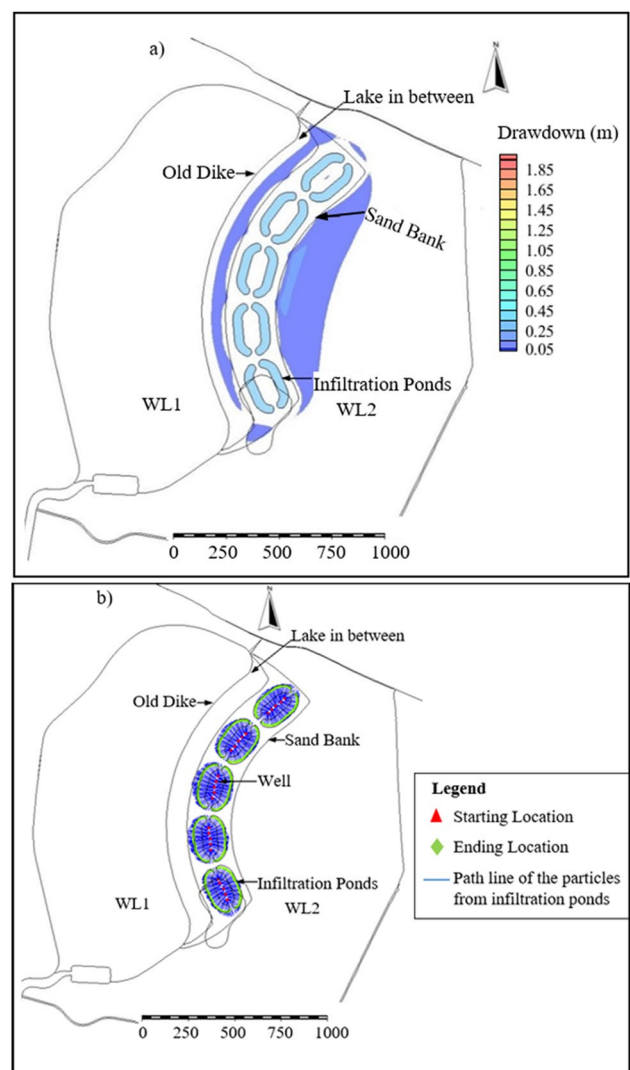 a)
N
Lake in between
Old Dike
Sand Bank
Infiltration Ponds
WL1
WL2
Drawdown (m)
1.85
1.65
1.45
1.25
1.05
0.85
0.65
0.45
0.25
0.05
0 250 500 750 1000
b)
N
Lake in between
Old Dike
Sand Bank
Well
Infiltration Ponds
WL1
WL2
Legend
Starting Location
Ending Location
Path line of the particles
from infiltration ponds
0 250 500 750 1000